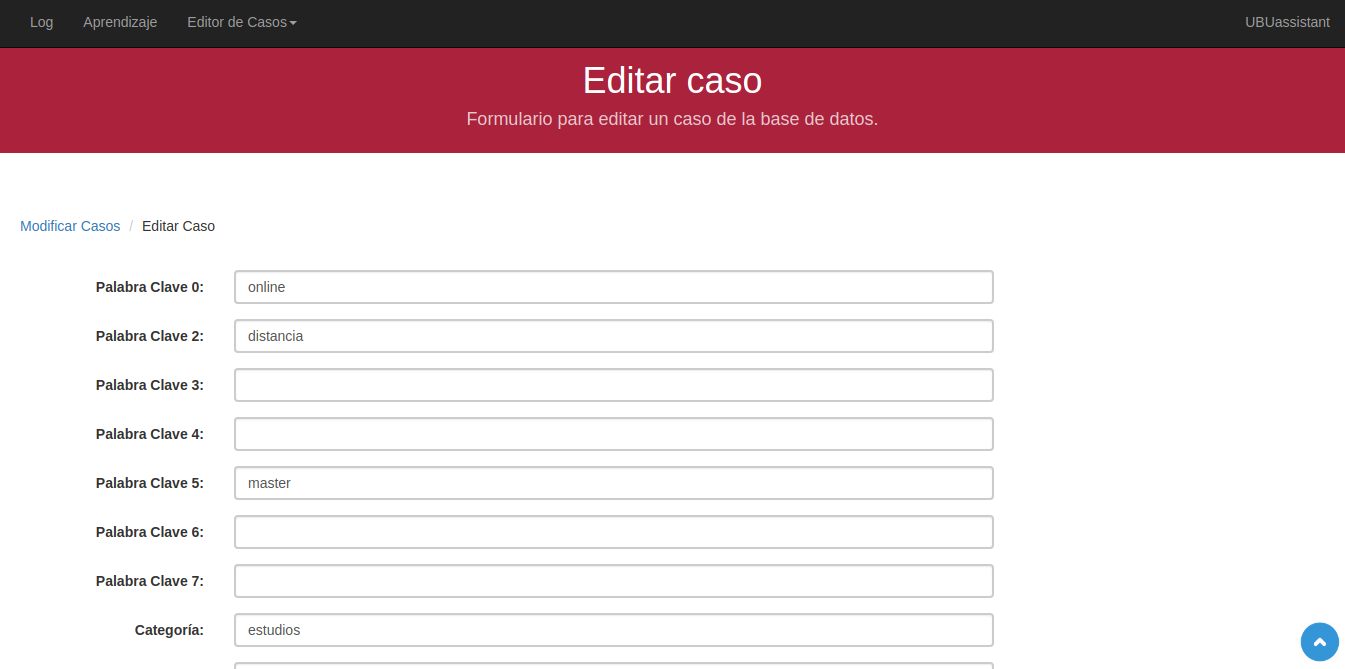 Log Aprendizaje Editor de Casos UBUassistant
Editar caso
Formulario para editar un caso de la base de datos.
Modificar Casos / Editar Caso
Palabra Clave 0: online
Palabra Clave 2: distancia
Palabra Clave 3:
Palabra Clave 4:
Palabra Clave 5: master
Palabra Clave 6:
Palabra Clave 7:
Categoría: estudios